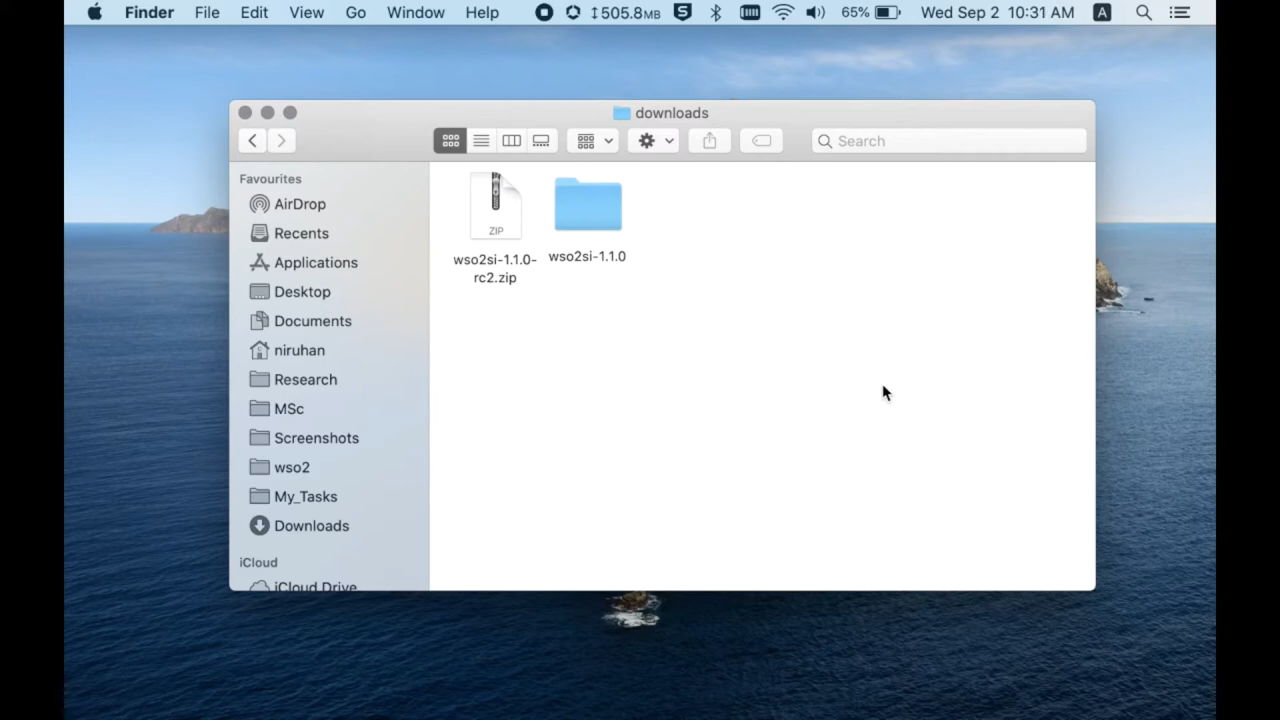 Finder File Edit View Go Window Help 505.8MB 65% Wed Sep 2 10:31 AM A
downloads
Search
Favourites
AirDrop
Recents
Applications
Desktop
Documents
niruhan
Research
MSc
Screenshots
wso2
My_Tasks
Downloads
iCloud
iCloud Drive
ZIP
wso2si-1.1.0-
rc2.zip
wso2si-1.1.0